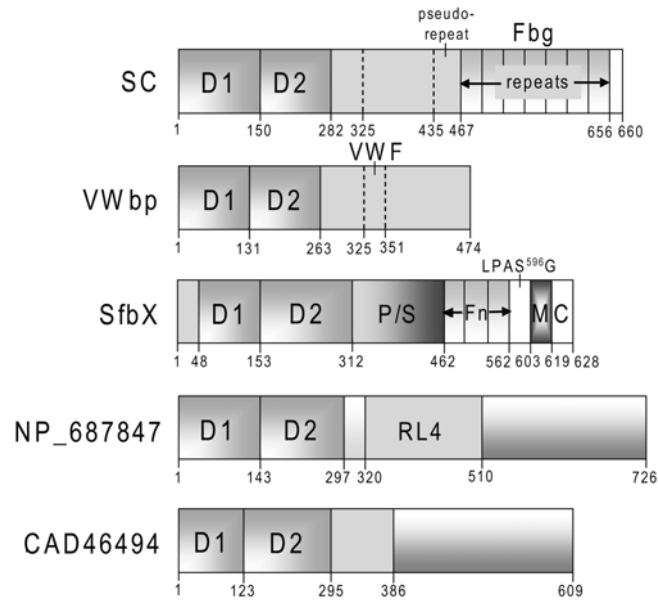 pseudo-
repeat
Fbg
SC D1 D2 repeats
1 150 282 325 435 467 656 660
VWF
VWbp D1 D2
1 131 263 325 351 474
LPAS⁵⁹⁶G
SfbX D1 D2 P/S Fn M C
1 48 153 312 462 562 603 619 628
NP_687847 D1 D2 RL4
1 143 297 320 510 726
CAD46494 D1 D2
1 123 295 386 609